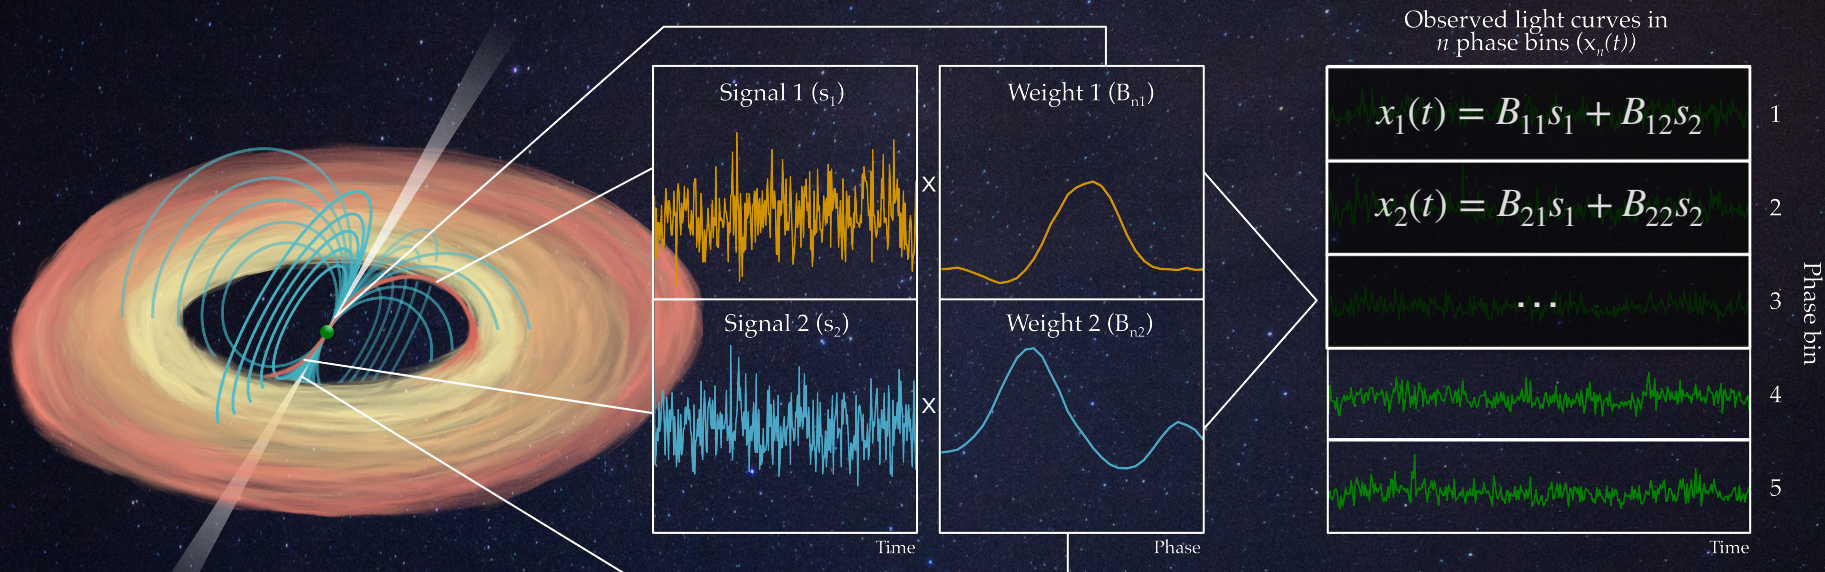 Observed light curves in
n phase bins (xₙ(t))
Signal 1 (s₁)
Weight 1 (Bₙ₁)
x₁(t) = B₁₁s₁ + B₁₂s₂
1
X
x₂(t) = B₂₁s₁ + B₂₂s₂
2
...
3
Phase bin
Signal 2 (s₂)
Weight 2 (Bₙ₂)
X
4
5
Time
Phase
Time